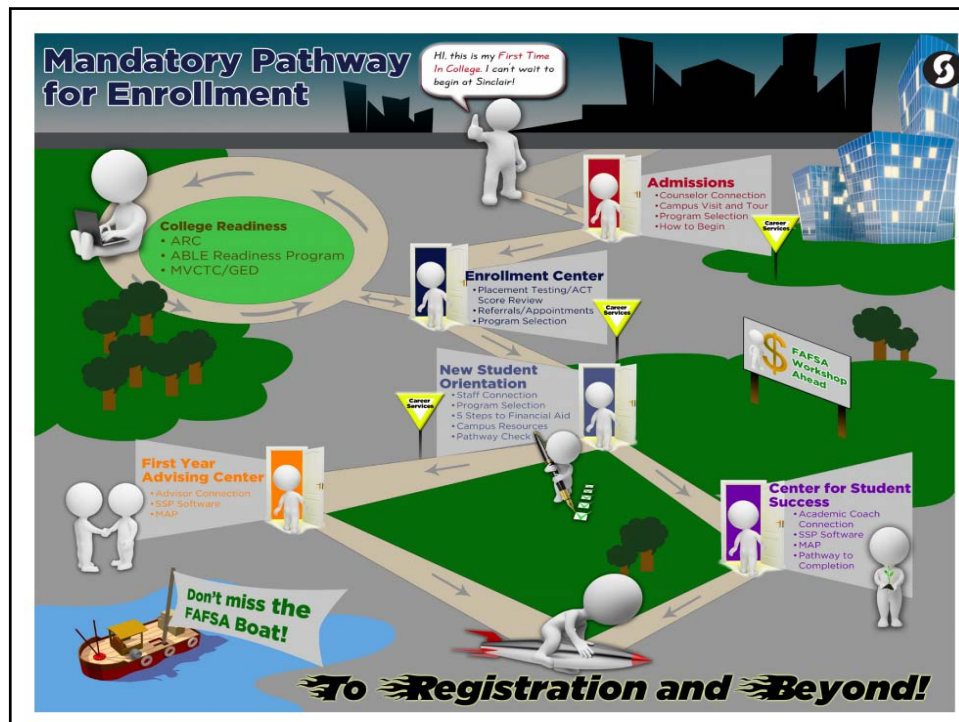 Mandatory Pathway
for Enrollment
HI, this is my First Time
In College. I can't wait to
begin at Sinclair!
S
Admissions
•Counselor Connection
•Campus Visit and Tour
•Program Selection
•How to Begin
Career
Services
College Readiness
• ARC
• ABLE Readiness Program
• MVCTC/GED
Enrollment Center
•Placement Testing/ACT
Score Review
•Referrals/Appointments
•Program Selection
Career
Services
$ FAFSA
Workshop
Ahead
New Student
Orientation
•Staff Connection
•Program Selection
•5 Steps to Financial Aid
•Campus Resources
•Pathway Check
Career
Services
First Year
Advising Center
•Advisor Connection
•SSP Software
•MAP
Center for Student
Success
•Academic Coach
Connection
•SSP Software
•MAP
•Pathway to
Completion
Don't miss the
FAFSA Boat!
To Registration and Beyond!